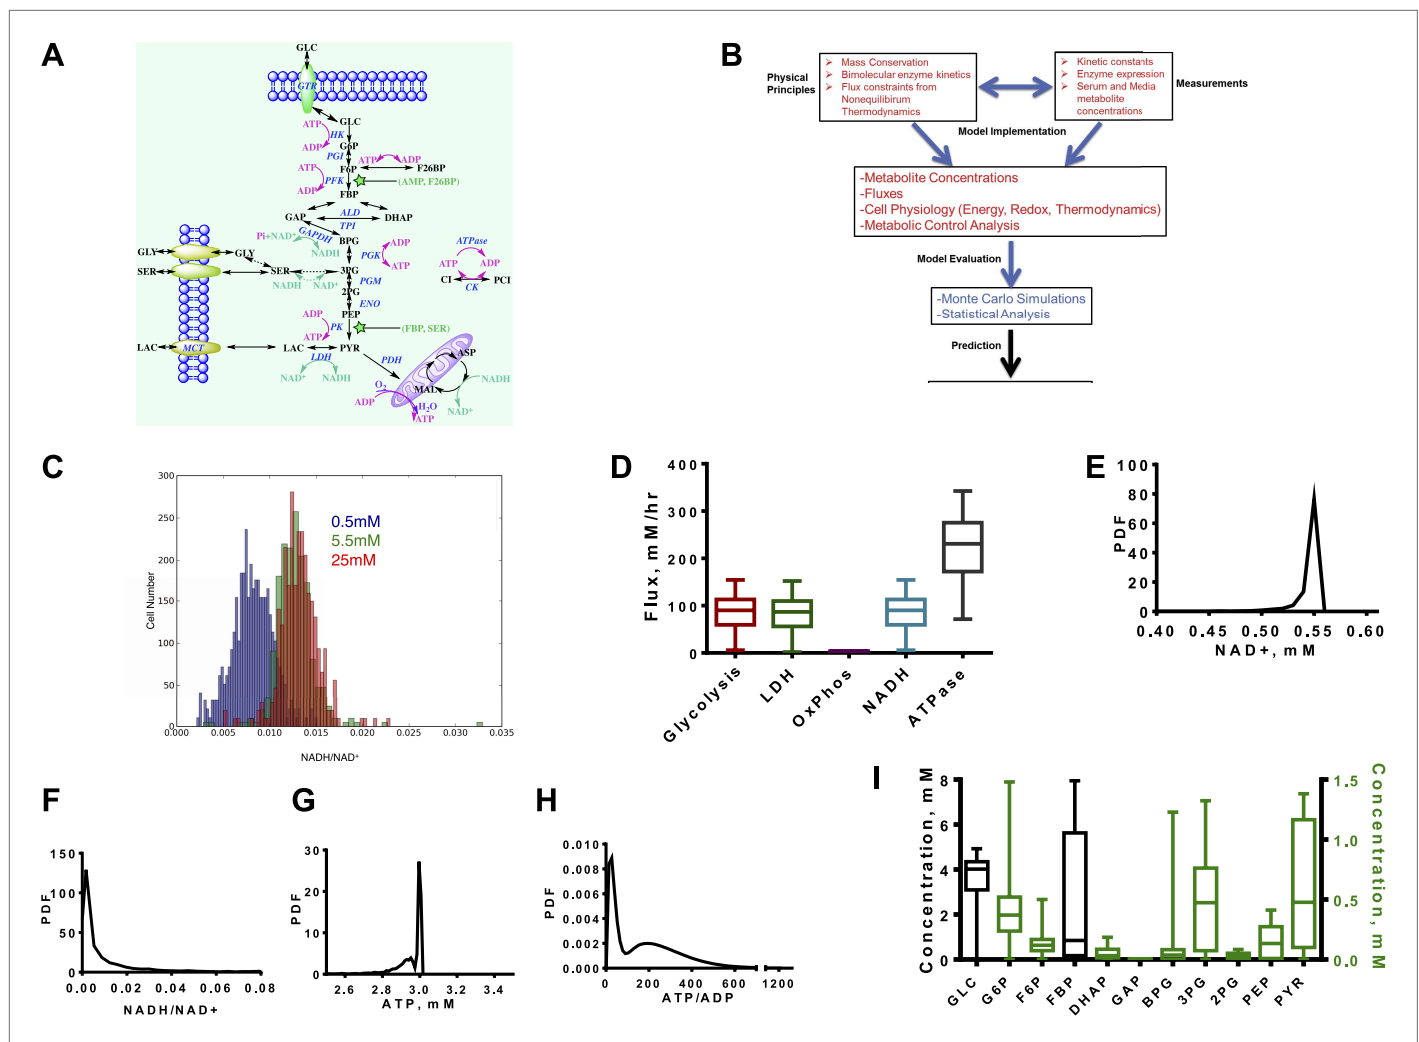 A
GLC
GTR
GLC
ATP
HK
ADP
G6P
PGI
ATP
ADP
ATP
F6P
F26BP
PFK
(AMP, F26BP)
ADP
FBP
GAP
ALD
DHAP
TPI
GAPDH
Pi+NAD+
BPG
ADP
ATPase
NADH
PGK
GLY
GLY
ATP
ATP
ADP
SER
SER
3PG
NADH
NAD+
PGM
CI
PCI
2PG
CK
ENO
ADP
PEP
PK
(FBP, SER)
ATP
LAC
MCT
LAC
PYR
LDH
PDH
ASP
NAD+
NADH
O2
MAL
NADH
ADP
H2O
NAD+
ATP
B
Physical
Principles
Mass Conservation
Bimolecular enzyme kinetics
Flux constraints from
Nonequilibirum
Thermodynamics
Kinetic constants
Enzyme expression
Serum and Media
metabolite
concentrations
Measurements
Model Implementation
-Metabolite Concentrations
-Fluxes
-Cell Physiology (Energy, Redox, Thermodynamics)
-Metabolic Control Analysis
Model Evaluation
-Monte Carlo Simulations
-Statistical Analysis
Prediction
C
300
250
200
150
100
50
0
Cell Number
0.5mM
5.5mM
25mM
0.000 0.005 0.010 0.015 0.020 0.025 0.030 0.035
NADH/NAD+
D
400
300
200
100
0
Flux, mM/hr
Glycolysis
LDH
OxPhos
NADH
ATPase
E
100
80
60
40
20
0
PDF
0.40 0.45 0.50 0.55 0.60
NAD+, mM
F
150
100
50
0
PDF
0.00 0.02 0.04 0.06 0.08
NADH/NAD+
G
30
20
10
0
PDF
2.6 2.8 3.0 3.2 3.4
ATP, mM
H
0.010
0.008
0.006
0.004
0.002
0.000
PDF
0 200 400 600 1200
ATP/ADP
I
8
6
4
2
0
Concentration, mM
1.5
1.0
0.5
0.0
Concentration, mM
GLC
G6P
F6P
FBP
DHAP
GAP
BPG
3PG
2PG
PEP
PYR